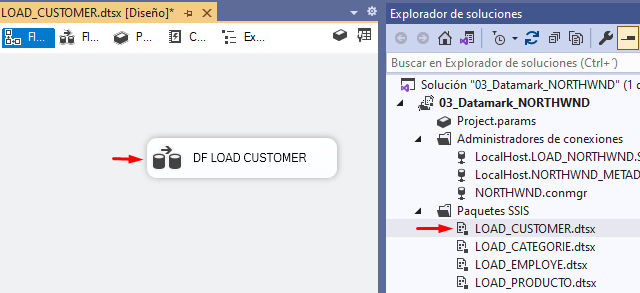 LOAD_CUSTOMER.dtsx [Diseño]*
Fl...
Fl...
P...
C...
Ex...
DF LOAD CUSTOMER
Explorador de soluciones
Buscar en Explorador de soluciones (Ctrl+´)
Solución "03_Datamark_NORTHWND" (1 d
03_Datamark_NORTHWND
Project.params
Administradores de conexiones
LocalHost.LOAD_NORTHWND.S
LocalHost.NORTHWND_METAD
NORTHWND.conmgr
Paquetes SSIS
LOAD_CUSTOMER.dtsx
LOAD_CATEGORIE.dtsx
LOAD_EMPLOYE.dtsx
LOAD_PRODUCTO.dtsx